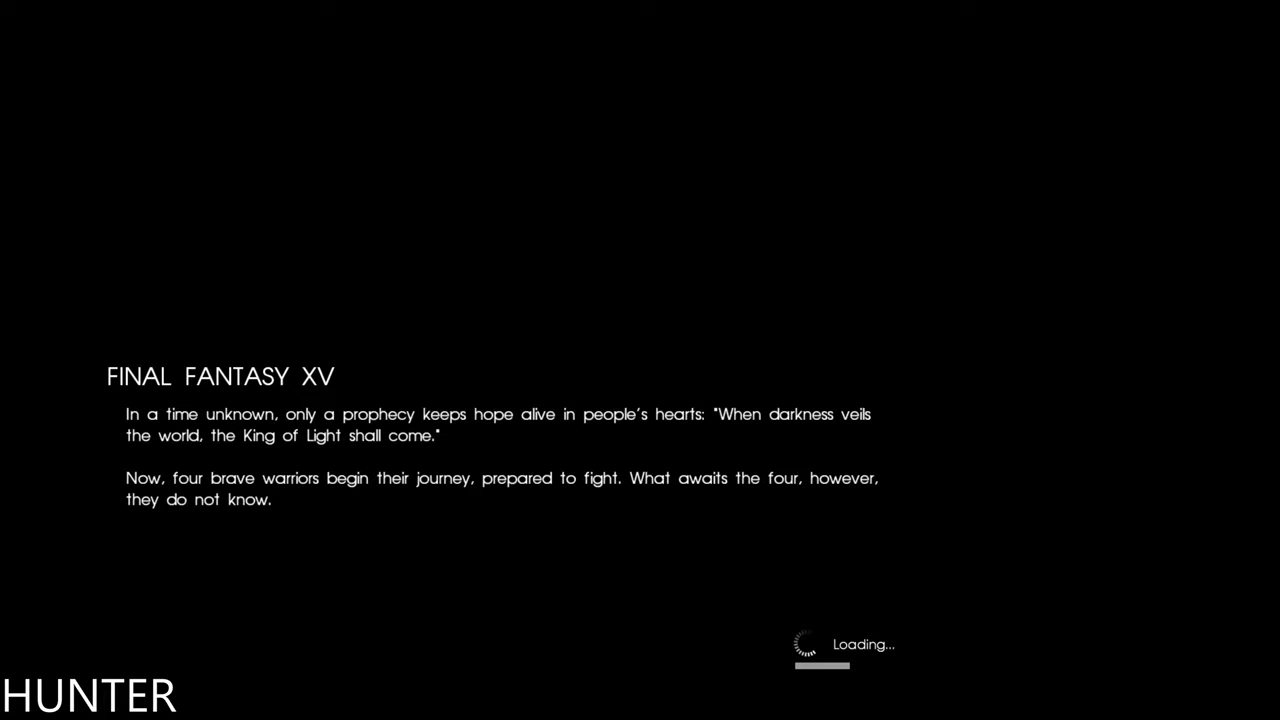 FINAL FANTASY XV
In a time unknown, only a prophecy keeps hope alive in people's hearts: "When darkness veils
the world, the King of Light shall come."
Now, four brave warriors begin their journey, prepared to fight. What awaits the four, however,
they do not know.
Loading...
HUNTER